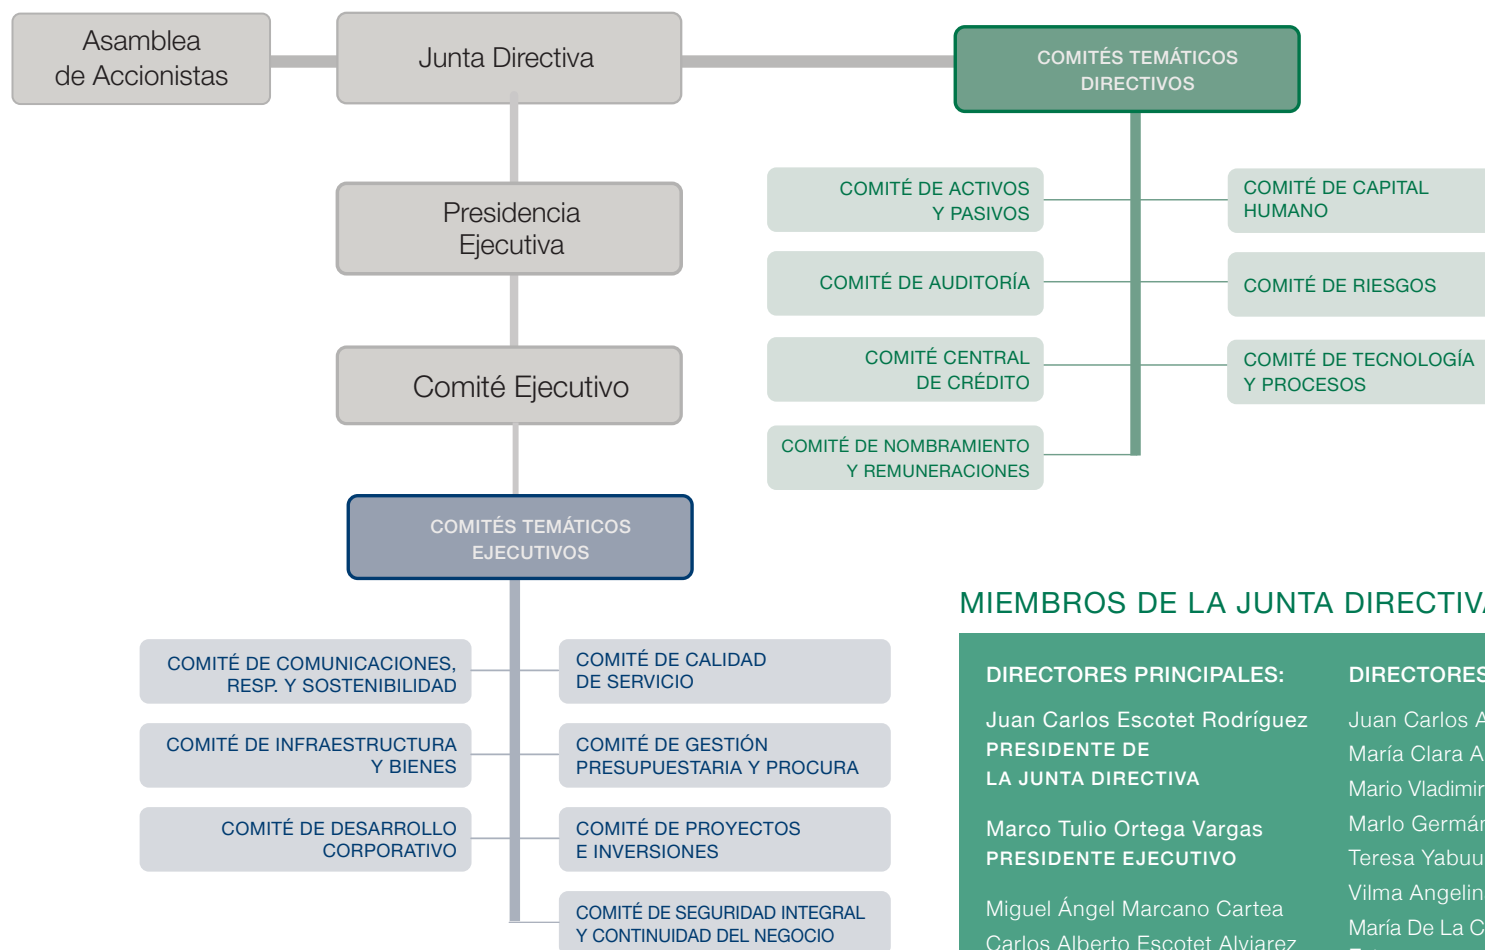 Asamblea
de Accionistas
Junta Directiva
COMITÉS TEMÁTICOS
DIRECTIVOS
Presidencia
Ejecutiva
Comité Ejecutivo
COMITÉ DE ACTIVOS
Y PASIVOS
COMITÉ DE CAPITAL
HUMANO
COMITÉ DE AUDITORÍA
COMITÉ DE RIESGOS
COMITÉ CENTRAL
DE CRÉDITO
COMITÉ DE TECNOLOGÍA
Y PROCESOS
COMITÉ DE NOMBRAMIENTO
Y REMUNERACIONES
COMITÉS TEMÁTICOS
EJECUTIVOS
COMITÉ DE COMUNICACIONES,
RESP. Y SOSTENIBILIDAD
COMITÉ DE CALIDAD
DE SERVICIO
COMITÉ DE INFRAESTRUCTURA
Y BIENES
COMITÉ DE GESTIÓN
PRESUPUESTARIA Y PROCURA
COMITÉ DE DESARROLLO
CORPORATIVO
COMITÉ DE PROYECTOS
E INVERSIONES
COMITÉ DE SEGURIDAD INTEGRAL
Y CONTINUIDAD DEL NEGOCIO
MIEMBROS DE LA JUNTA DIRECTIVA
DIRECTORES PRINCIPALES:
Juan Carlos Escotet Rodríguez
PRESIDENTE DE
LA JUNTA DIRECTIVA
Marco Tulio Ortega Vargas
PRESIDENTE EJECUTIVO
Miguel Ángel Marcano Cartea
Carlos Alberto Escotet Alviarez
DIRECTORES
Juan Carlos
María Clara
Mario Vladimir
Marlo Germán
Teresa
Vilma
María De La